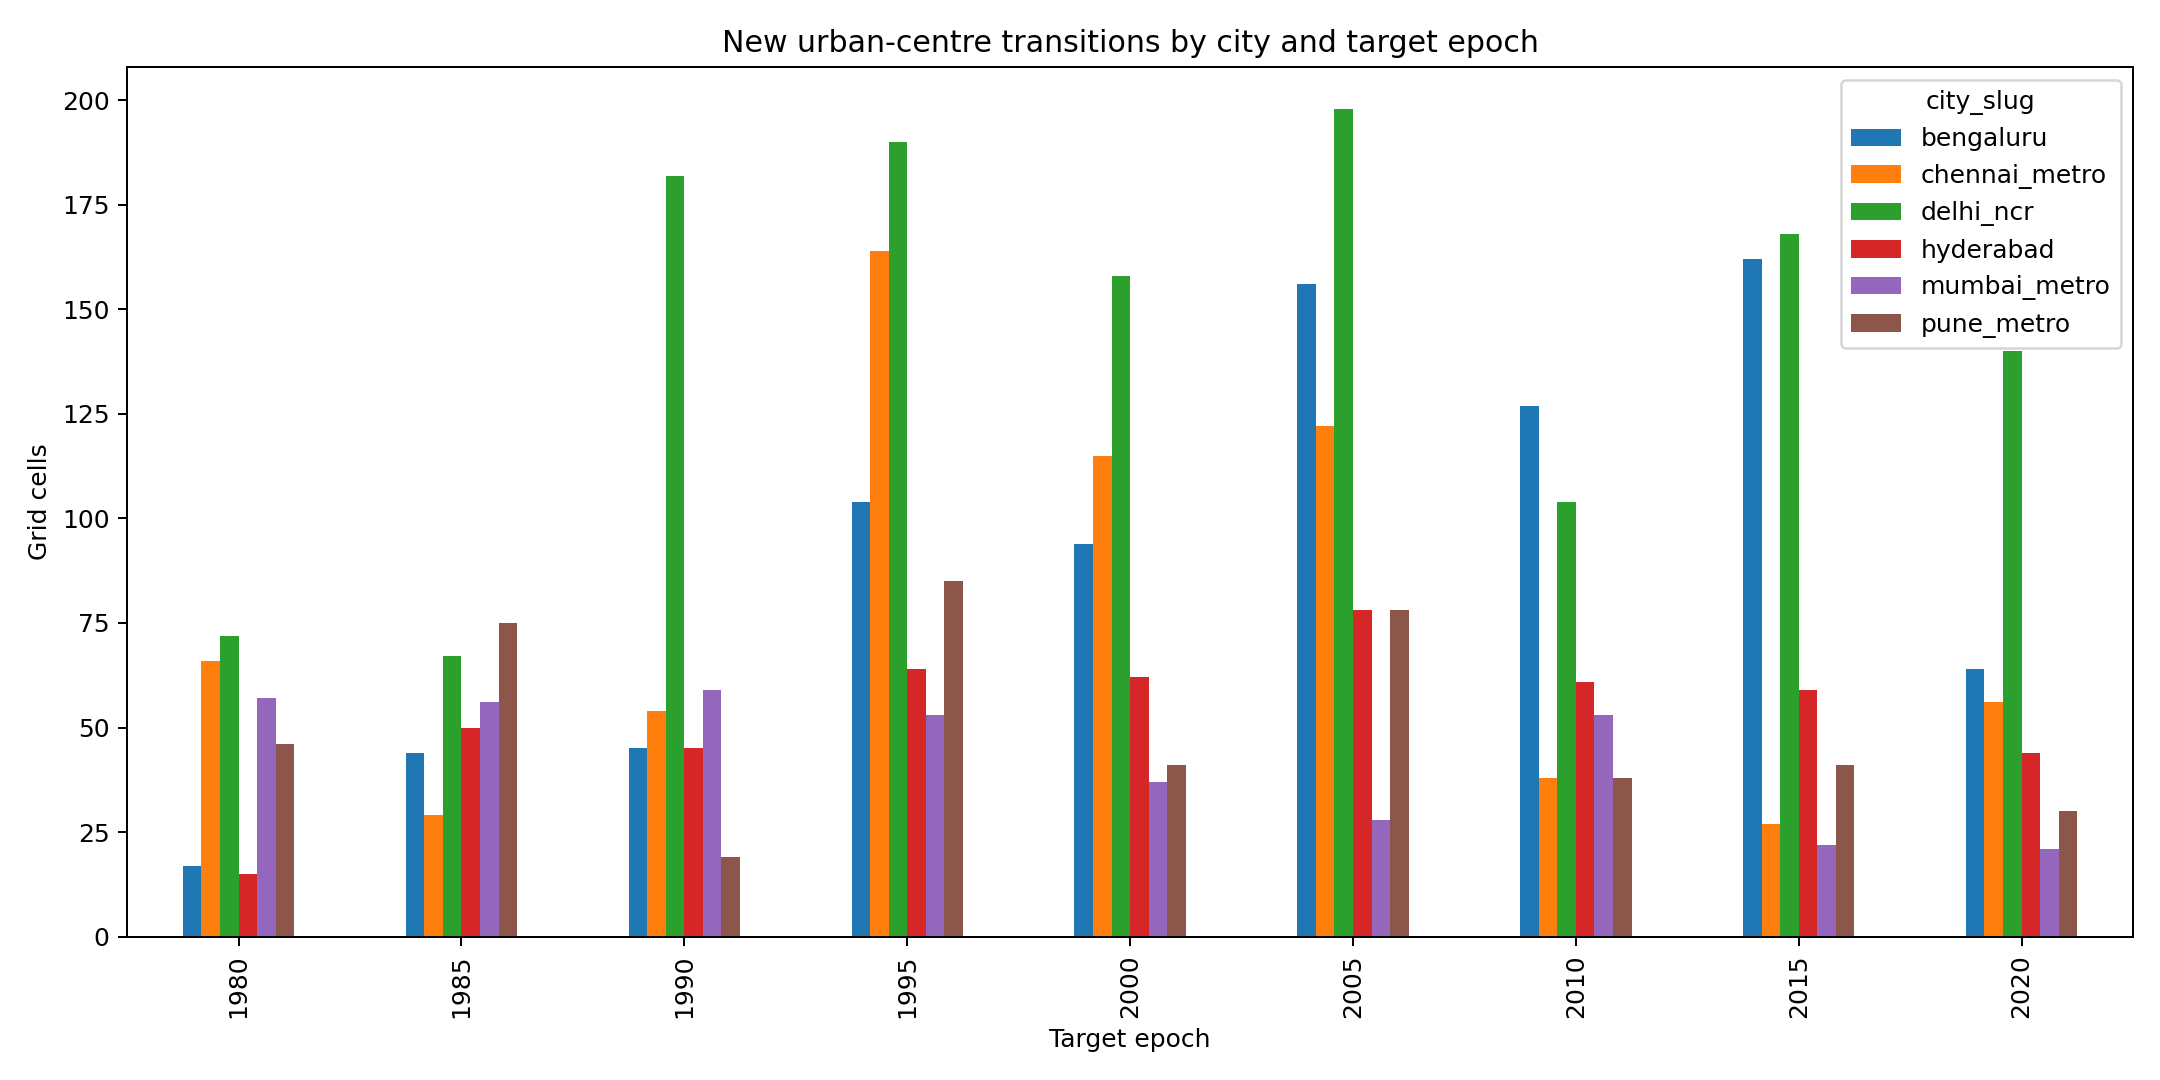 New urban-centre transitions by city and target epoch
city_slug
bengaluru
chennai_metro
delhi_ncr
hyderabad
mumbai_metro
pune_metro
Grid cells
200
175
150
125
100
75
50
25
0
1980
1985
1990
1995
2000
2005
2010
2015
2020
Target epoch